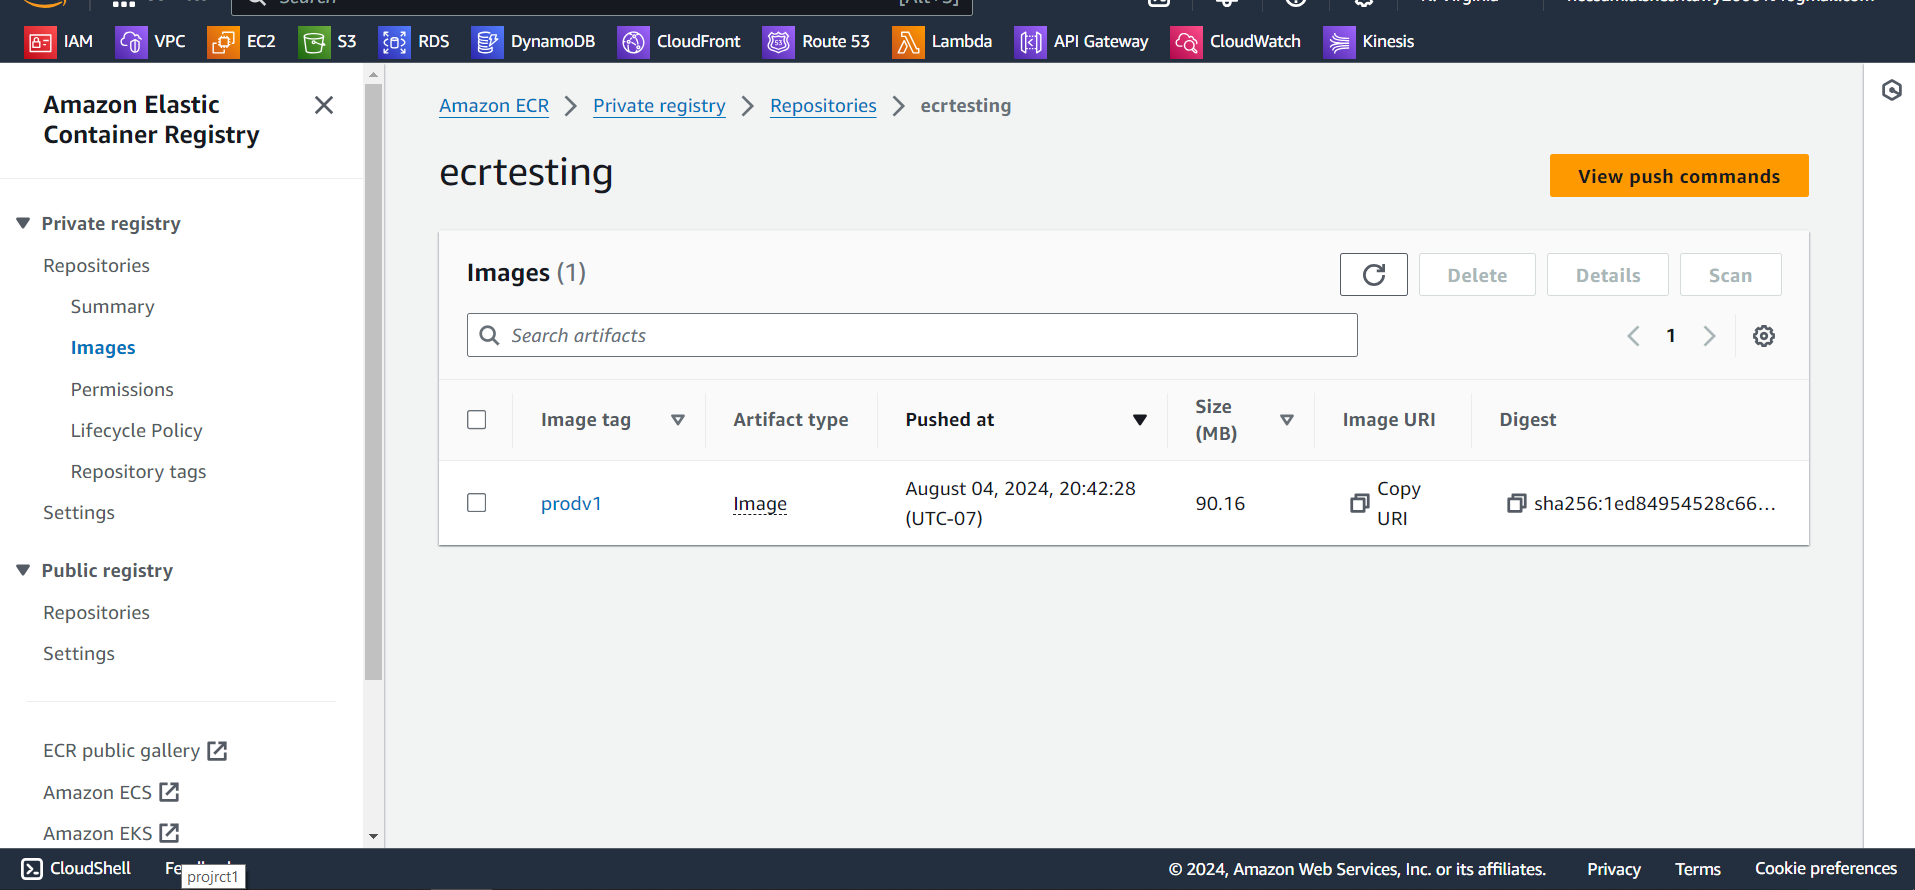 Search [Alt+S]
IAM VPC EC2 S3 RDS DynamoDB CloudFront Route 53 Lambda API Gateway CloudWatch Kinesis
Amazon Elastic
Container Registry
Private registry
Repositories
Summary
Images
Permissions
Lifecycle Policy
Repository tags
Settings
Public registry
Repositories
Settings
ECR public gallery
Amazon ECS
Amazon EKS
Amazon ECR Private registry Repositories ecrtesting
ecrtesting
View push commands
Images (1)
Delete Details Scan
Search artifacts
1
Image tag Artifact type Pushed at Size (MB) Image URI Digest
prodv1 Image August 04, 2024, 20:42:28 (UTC-07) 90.16 Copy URI sha256:1ed84954528c66...
CloudShell
projrct1
© 2024, Amazon Web Services, Inc. or its affiliates. Privacy Terms Cookie preferences